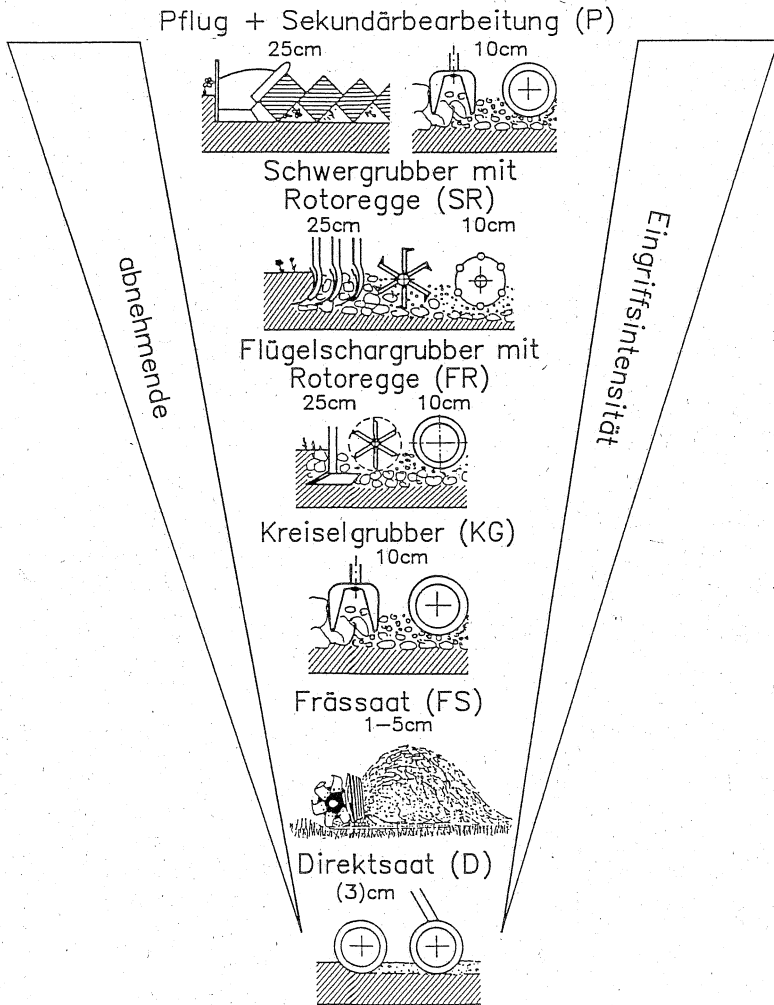 Pflug + Sekundärbearbeitung (P)
25cm 10cm
Schwergrubber mit
Rotoregge (SR)
25cm 10cm
abnehmende
Eingriffsintensität
Flügelschargrubber mit
Rotoregge (FR)
25cm 10cm
Kreiselgrubber (KG)
10cm
Frässaat (FS)
1-5cm
Direktsaat (D)
(3)cm